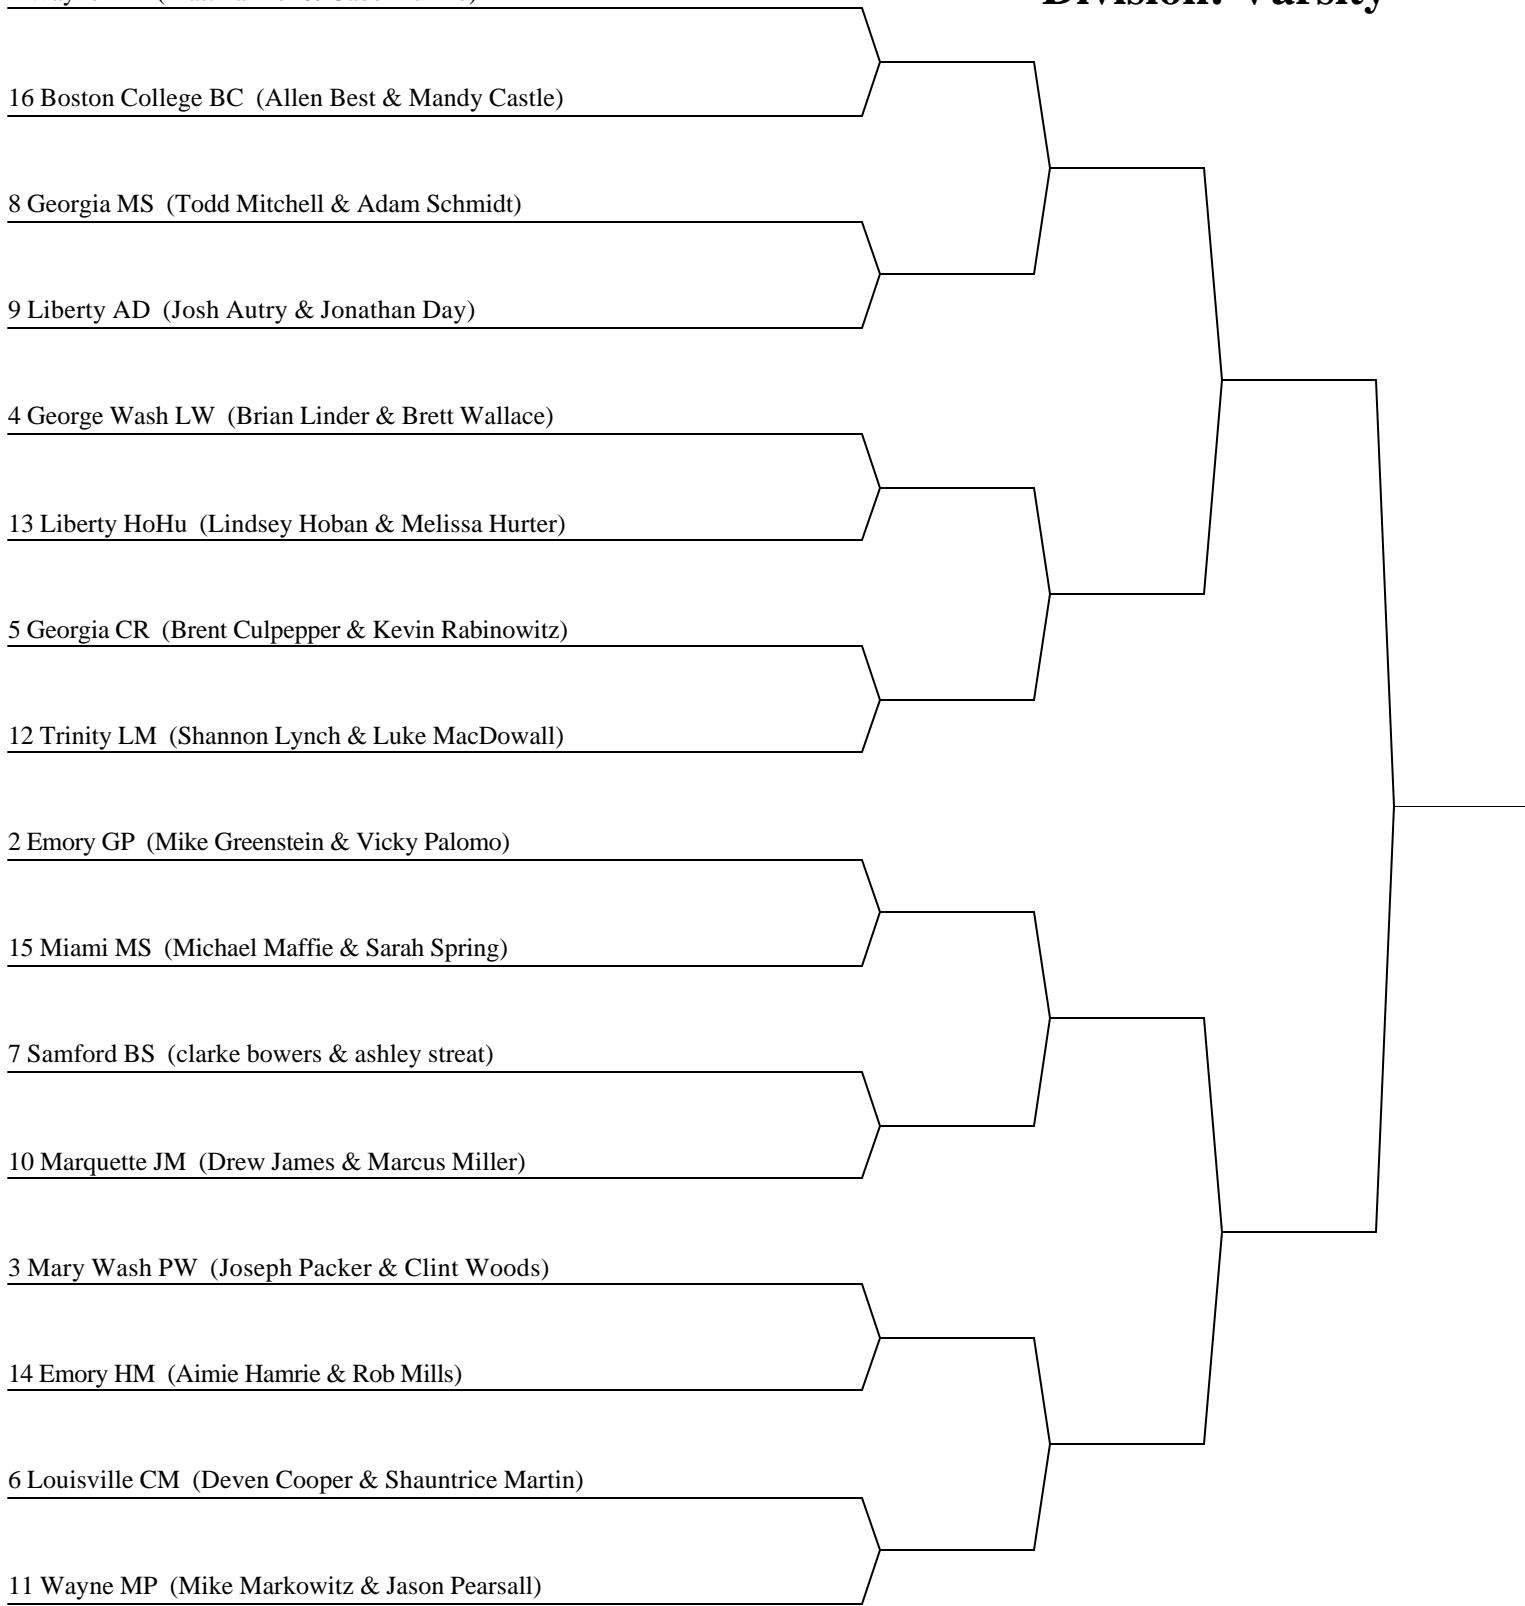 Division: Varsity
16 Boston College BC (Allen Best & Mandy Castle)
8 Georgia MS (Todd Mitchell & Adam Schmidt)
9 Liberty AD (Josh Autry & Jonathan Day)
4 George Wash LW (Brian Linder & Brett Wallace)
13 Liberty HoHu (Lindsey Hoban & Melissa Hurter)
5 Georgia CR (Brent Culpepper & Kevin Rabinowitz)
12 Trinity LM (Shannon Lynch & Luke MacDowall)
2 Emory GP (Mike Greenstein & Vicky Palomo)
15 Miami MS (Michael Maffie & Sarah Spring)
7 Samford BS (clarke bowers & ashley streat)
10 Marquette JM (Drew James & Marcus Miller)
3 Mary Wash PW (Joseph Packer & Clint Woods)
14 Emory HM (Aimie Hamrie & Rob Mills)
6 Louisville CM (Deven Cooper & Shauntrice Martin)
11 Wayne MP (Mike Markowitz & Jason Pearsall)